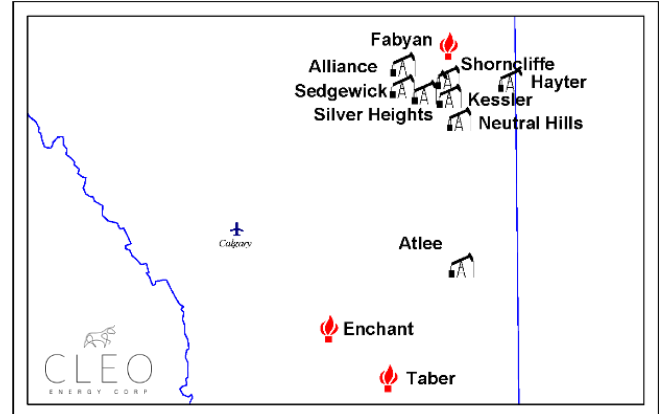 Fabyan
Alliance
Shorncliffe
Hayter
Sedgewick
Kessler
Silver Heights
Neutral Hills
Calgary
Atlee
Enchant
CLEO
ENERGY CORP
Taber